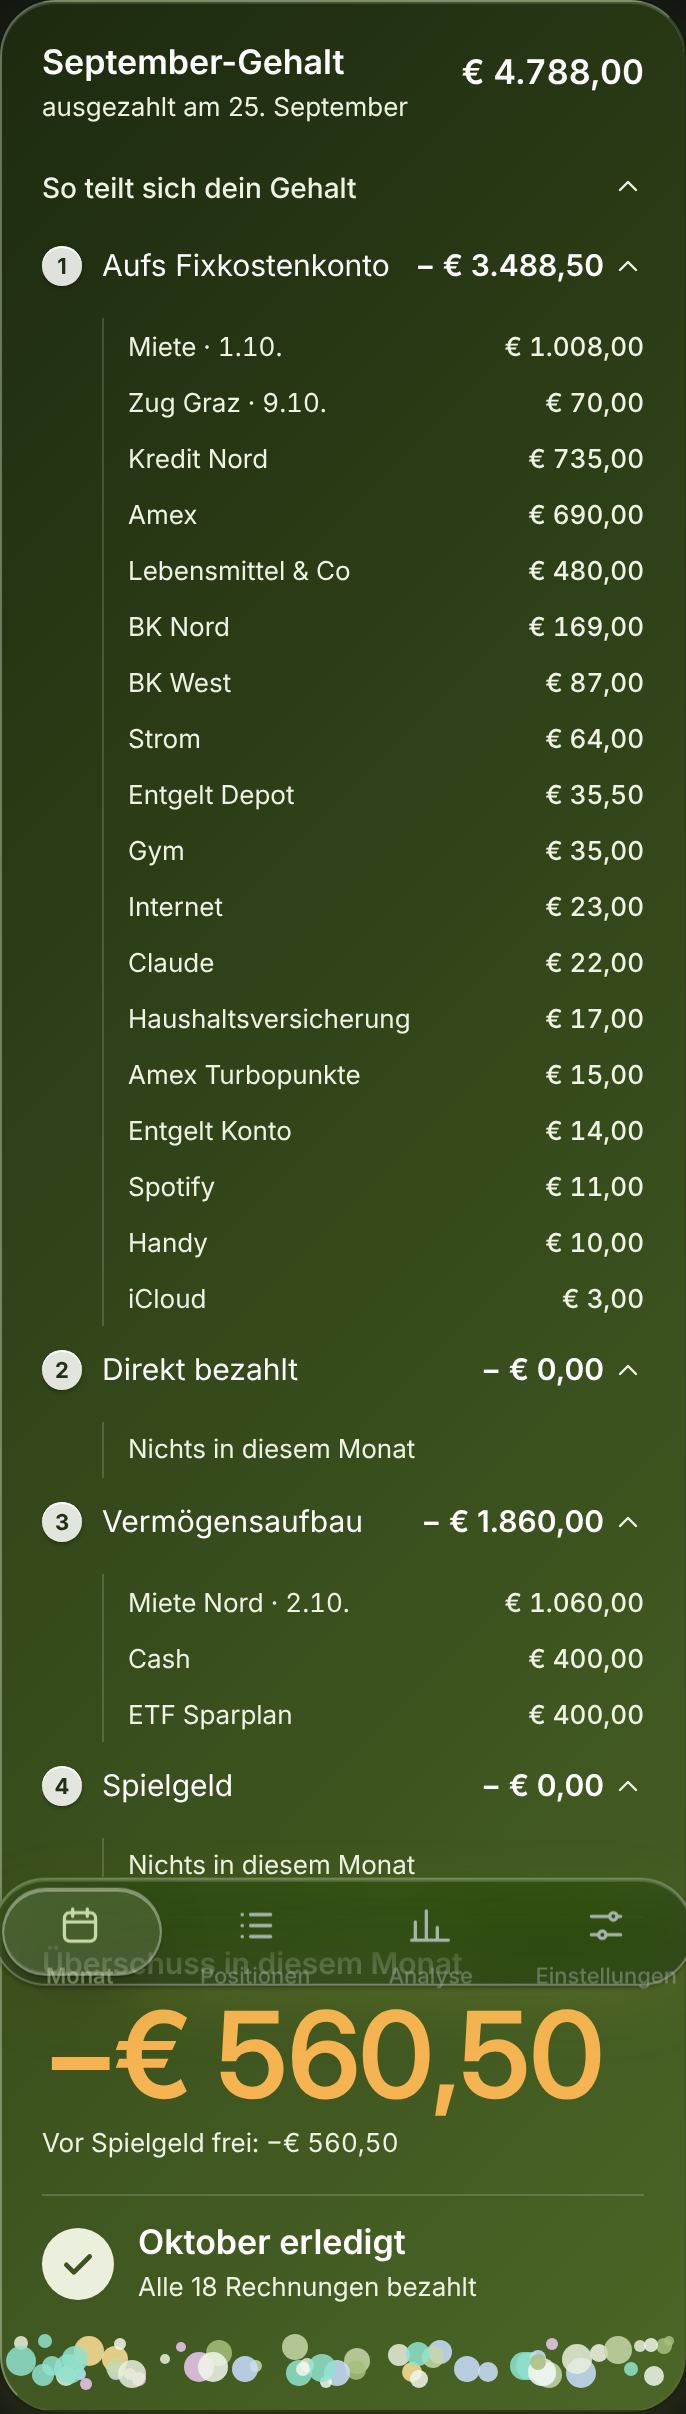 September-Gehalt
€ 4.788,00
ausgezahlt am 25. September
So teilt sich dein Gehalt
1 Aufs Fixkostenkonto – € 3.488,50
Miete · 1.10. € 1.008,00
Zug Graz · 9.10. € 70,00
Kredit Nord € 735,00
Amex € 690,00
Lebensmittel & Co € 480,00
BK Nord € 169,00
BK West € 87,00
Strom € 64,00
Entgelt Depot € 35,50
Gym € 35,00
Internet € 23,00
Claude € 22,00
Haushaltsversicherung € 17,00
Amex Turbopunkte € 15,00
Entgelt Konto € 14,00
Spotify € 11,00
Handy € 10,00
iCloud € 3,00
2 Direkt bezahlt – € 0,00
Nichts in diesem Monat
3 Vermögensaufbau – € 1.860,00
Miete Nord · 2.10. € 1.060,00
Cash € 400,00
ETF Sparplan € 400,00
4 Spielgeld – € 0,00
Nichts in diesem Monat
Überschuss in diesem Monat
Monat Positionen Analyse Einstellungen
–€ 560,50
Vor Spielgeld frei: –€ 560,50
Oktober erledigt
Alle 18 Rechnungen bezahlt